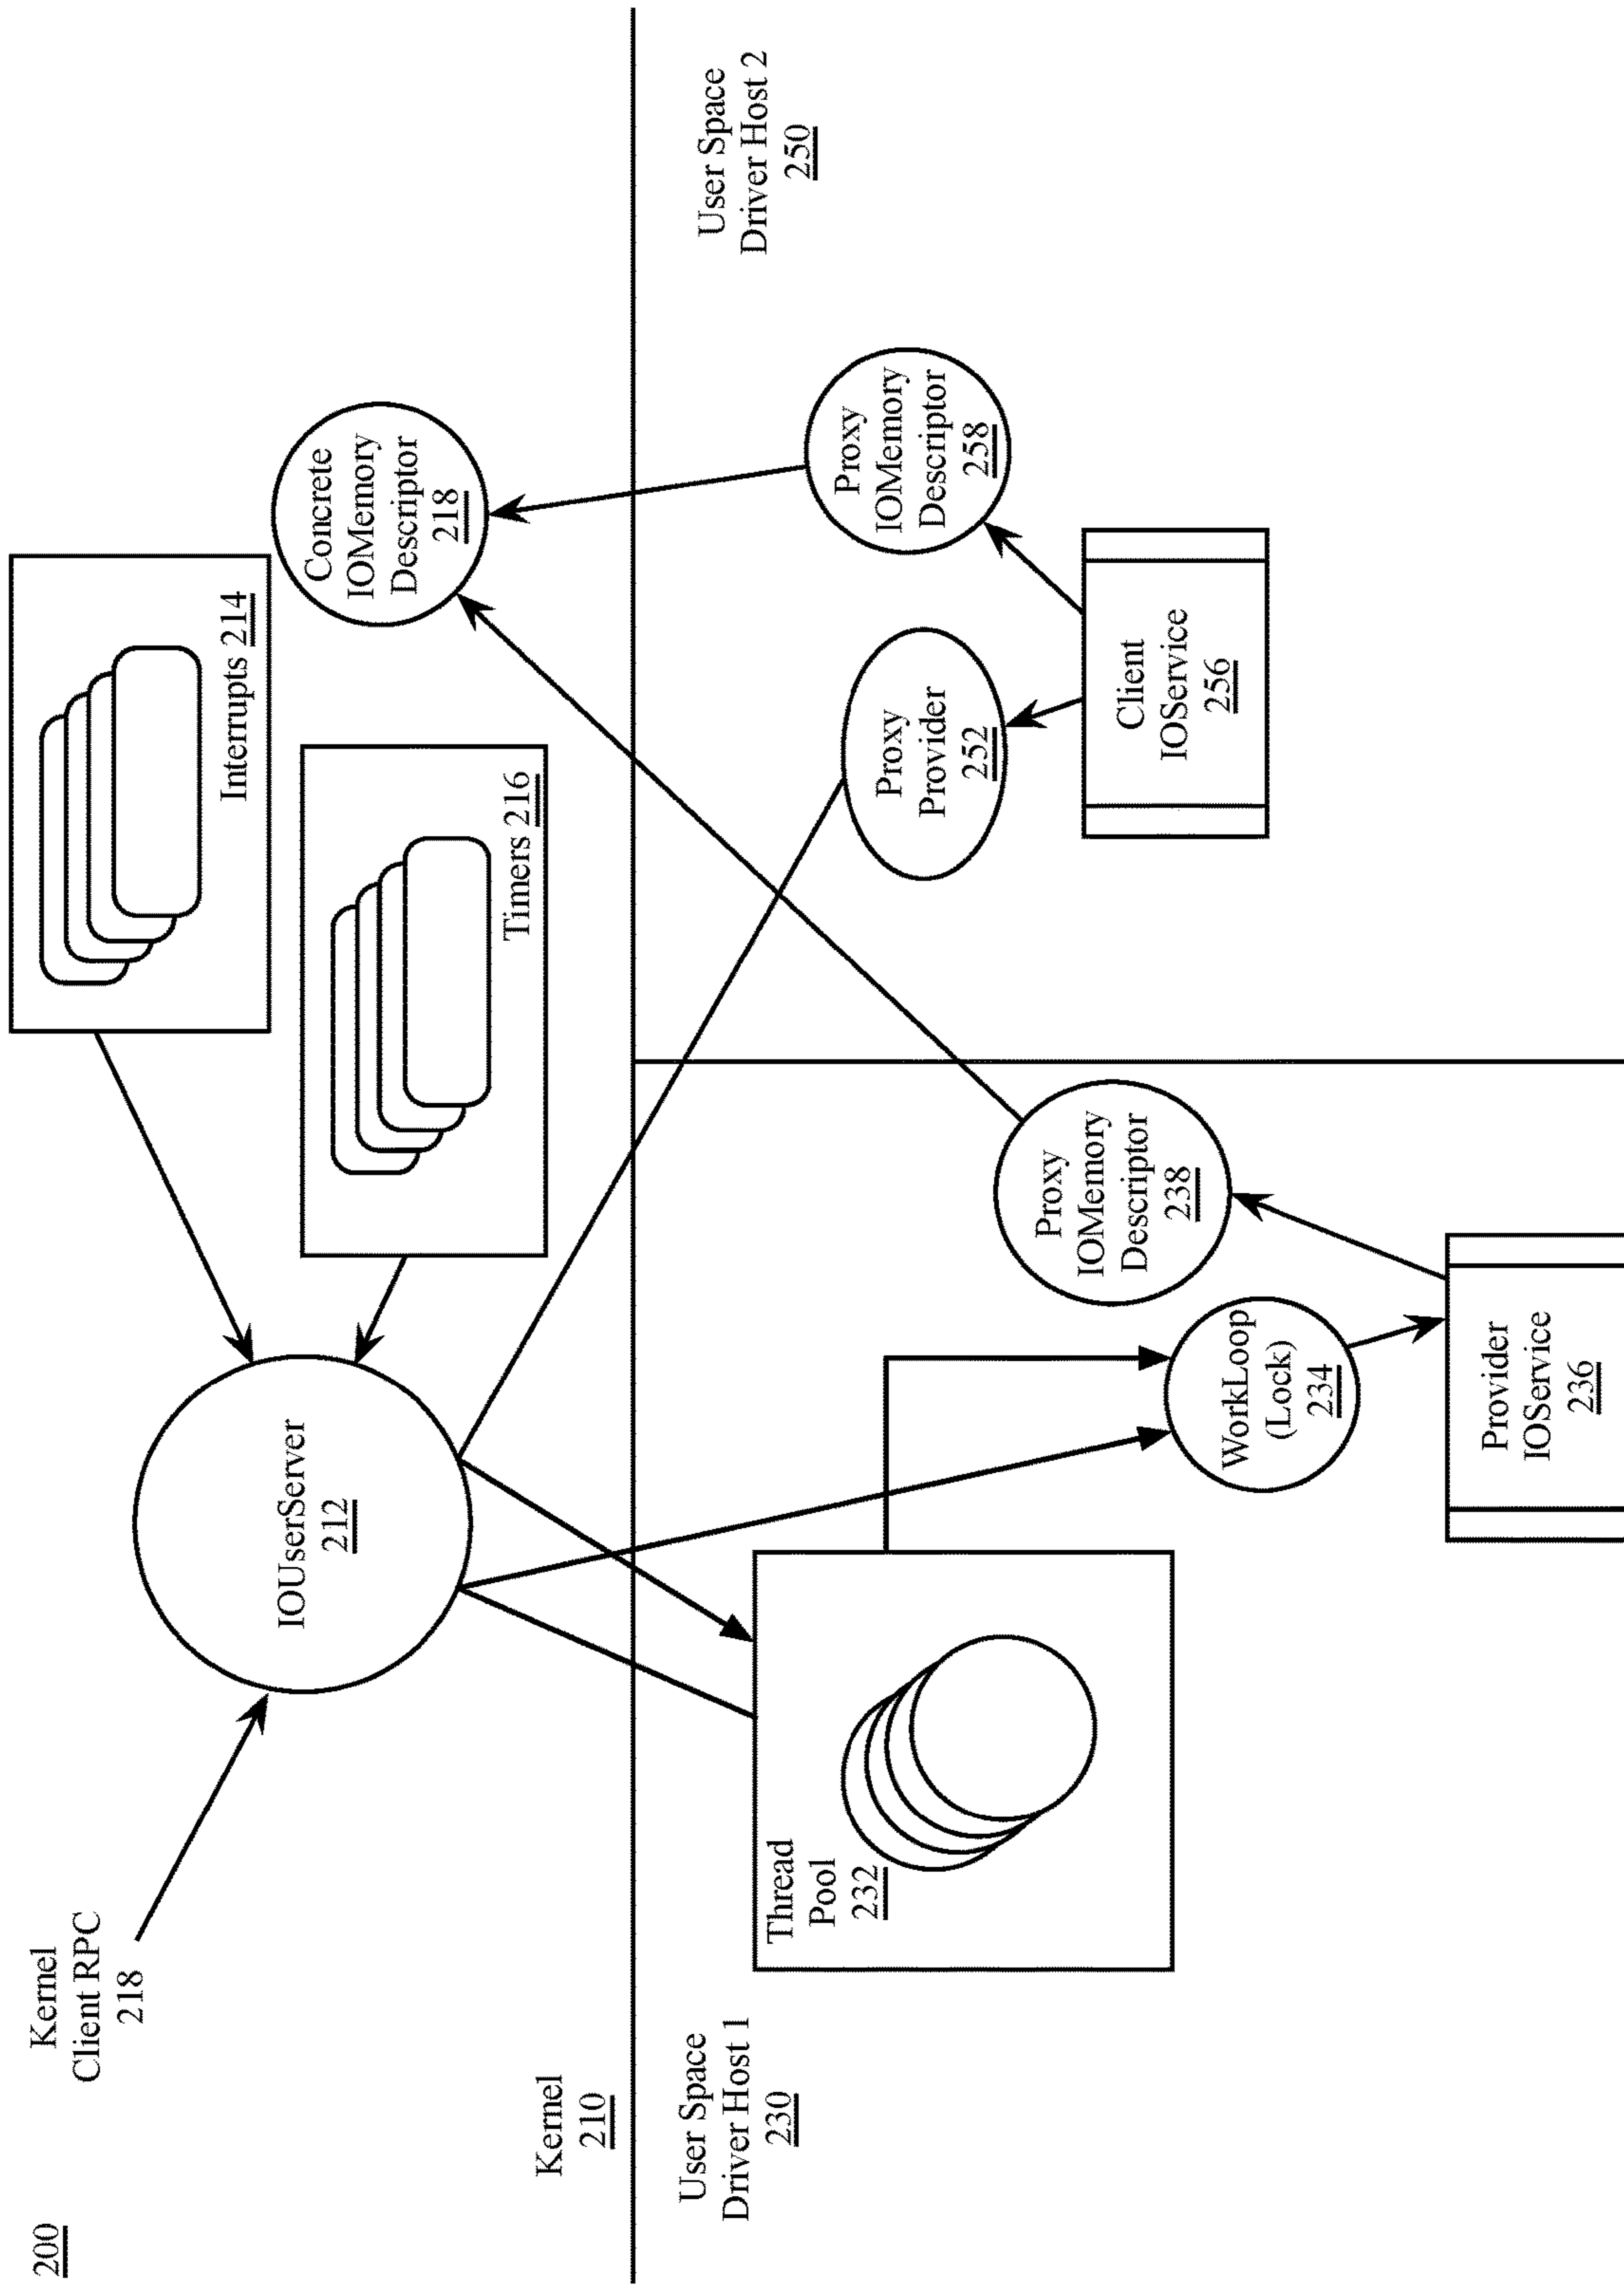 200
Kernel
Client RPC
218
Interrupts 214
IOUserServer
212
Timers 216
Concrete
IOMemory
Descriptor
218
Kernel
210
User Space
Driver Host 1
230
Thread
Pool
232
WorkLoop
(Lock)
234
Provider
IOService
236
Proxy
IOMemory
Descriptor
238
User Space
Driver Host 2
250
Proxy
Provider
252
Proxy
IOMemory
Descriptor
258
Client
IOService
256